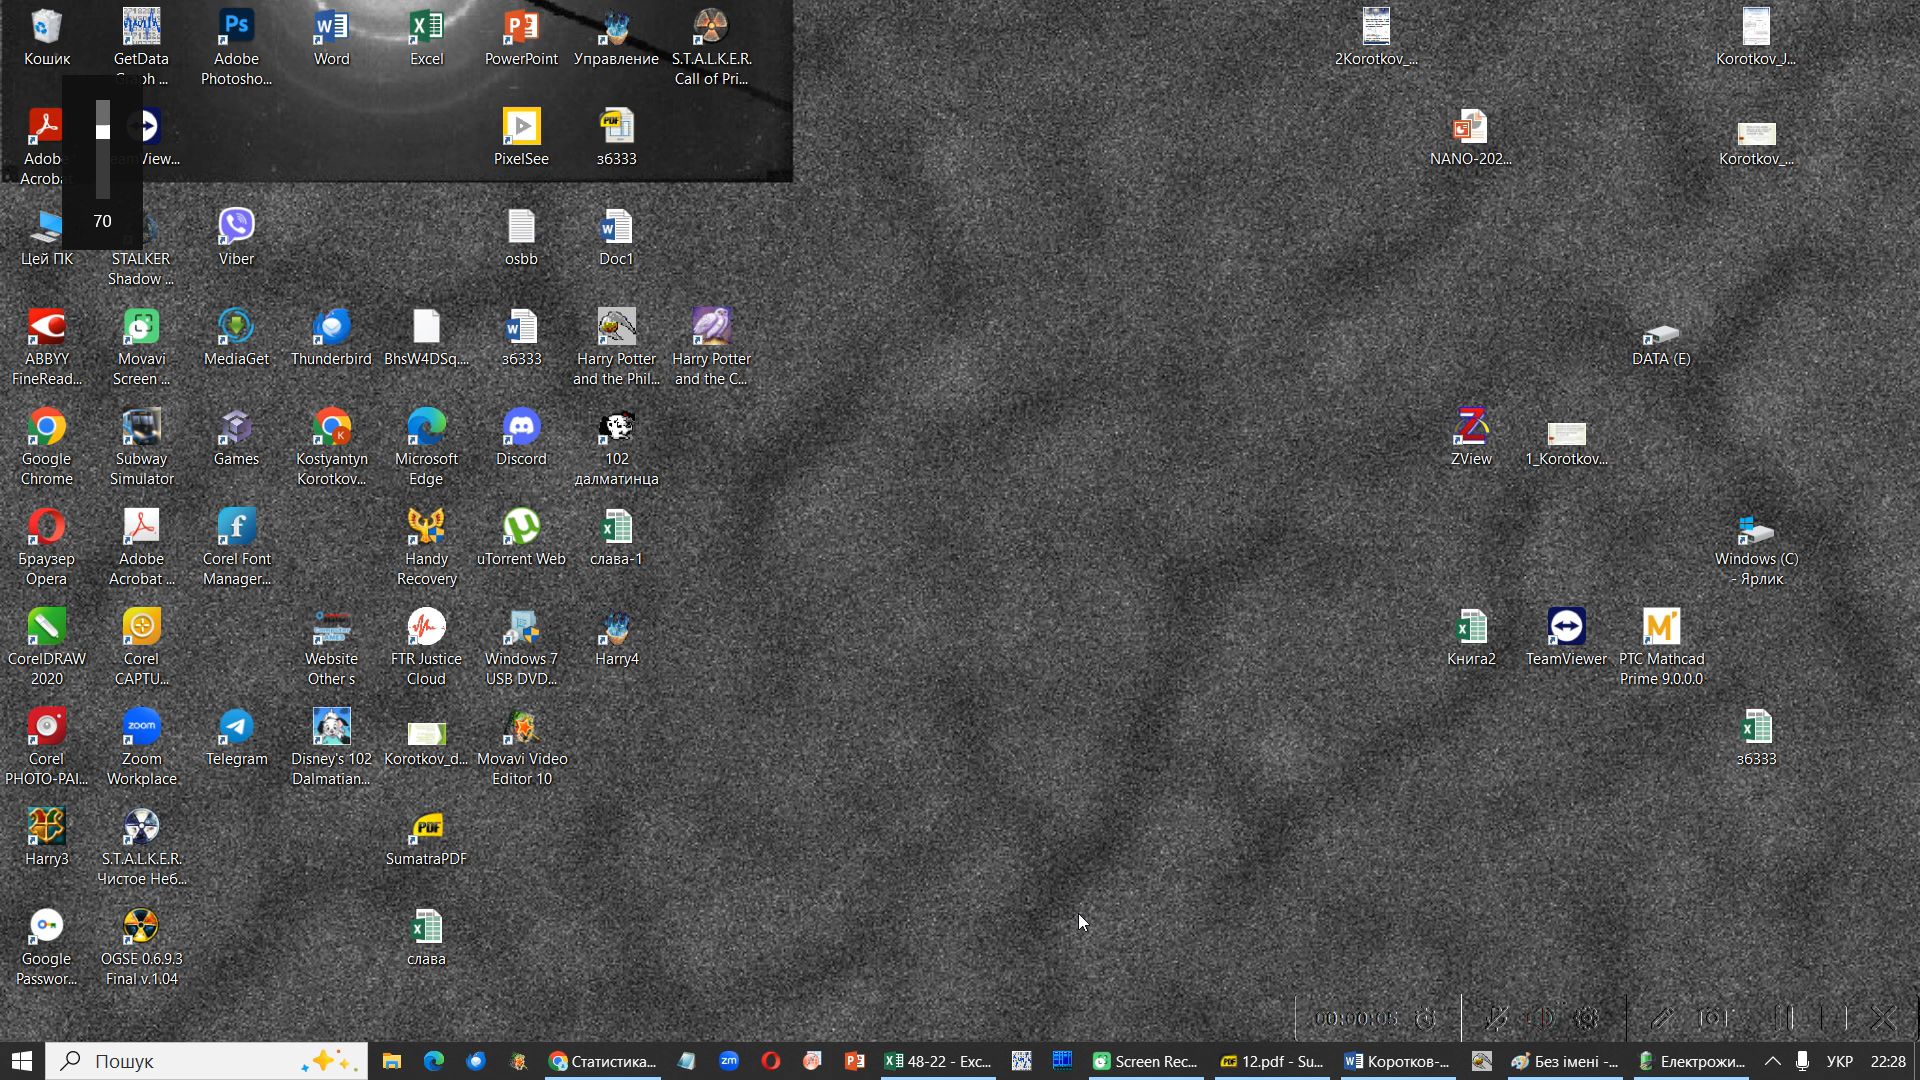 Кошик
GetData
Graph ...
Adobe
Photosho...
Word
Excel
PowerPoint
Управление
S.T.A.L.K.E.R.
Call of Pri...
2Korotkov_...
Korotkov_J...
Adobe
Acrobat
PixelSee
з6333
NANO-202...
Korotkov_...
70
Цей ПК
STALKER
Shadow ...
Viber
osbb
Doc1
ABBYY
FineRead...
Movavi
Screen ...
MediaGet
Thunderbird
BhsW4DSq....
з6333
Harry Potter
and the Phil...
Harry Potter
and the C...
DATA (E)
Google
Chrome
Subway
Simulator
Games
Kostyantyn
Korotkov...
Microsoft
Edge
Discord
102
далматинца
ZView
1_Korotkov...
Браузер
Opera
Adobe
Acrobat ...
Corel Font
Manager...
Handy
Recovery
uTorrent Web
слава-1
Windows (C)
- Ярлик
CorelDRAW
2020
Corel
CAPTU...
Website
Other s
FTR Justice
Cloud
Windows 7
USB DVD...
Harry4
Книга2
TeamViewer
PTC Mathcad
Prime 9.0.0.0
Corel
PHOTO-PAI...
Zoom
Workplace
Telegram
Disney's 102
Dalmatian...
Korotkov_d...
Movavi Video
Editor 10
з6333
Harry3
S.T.A.L.K.E.R.
Чистое Неб...
SumatraPDF
Google
Passwor...
OGSE 0.6.9.3
Final v.1.04
слава
00:00:05
Пошук
Статистика...
48-22 - Exc...
Screen Rec...
12.pdf - Su...
Коротков-...
Без імені -...
Електрожи...
УКР
22:28